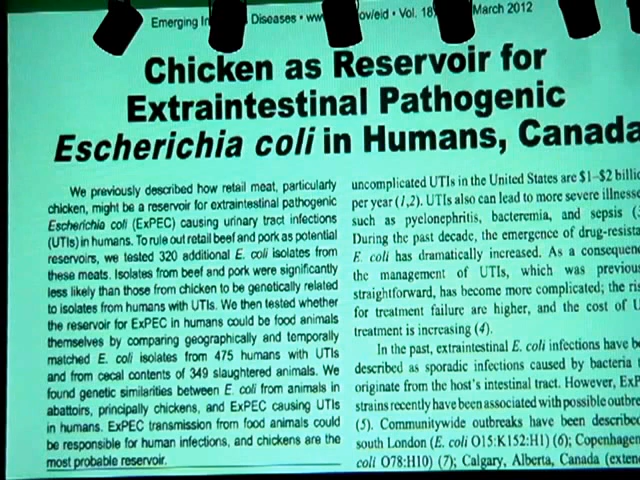 Emerging In Diseases • www ov/eid • Vol. 18, March 2012
Chicken as Reservoir for
Extraintestinal Pathogenic
Escherichia coli in Humans, Canada
We previously described how retail meat, particularly
chicken, might be a reservoir for extraintestinal pathogenic
Escherichia coli (ExPEC) causing urinary tract infections
(UTIs) in humans. To rule out retail beef and pork as potential
reservoirs, we tested 320 additional E. coli isolates from
these meats. Isolates from beef and pork were significantly
less likely than those from chicken to be genetically related
to isolates from humans with UTIs. We then tested whether
the reservoir for ExPEC in humans could be food animals
themselves by comparing geographically and temporally
matched E. coli isolates from 475 humans with UTIs
and from cecal contents of 349 slaughtered animals. We
found genetic similarities between E. coli from animals in
abattoirs, principally chickens, and ExPEC causing UTIs
in humans. ExPEC transmission from food animals could
be responsible for human infections, and chickens are the
most probable reservoir.
uncomplicated UTIs in the United States are $1–$2 billio
per year (1,2). UTIs also can lead to more severe illnesse
such as pyelonephritis, bacteremia, and sepsis (
During the past decade, the emergence of drug-resista
E. coli has dramatically increased. As a consequenc
the management of UTIs, which was previous
straightforward, has become more complicated; the ris
for treatment failure are higher, and the cost of U
treatment is increasing (4).
In the past, extraintestinal E. coli infections have be
described as sporadic infections caused by bacteria t
originate from the host's intestinal tract. However, ExP
strains recently have been associated with possible outbre
(5). Communitywide outbreaks have been described
south London (E. coli O15:K152:H1) (6); Copenhagen
coli O78:H10) (7); Calgary, Alberta, Canada (exten